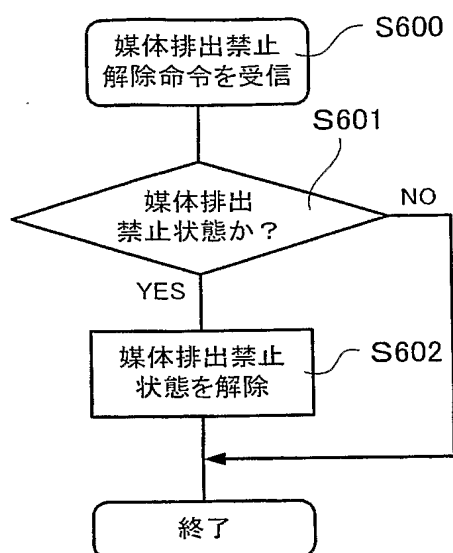 媒体排出禁止
解除命令を受信
S600
S601
媒体排出
禁止状態か？
NO
YES
媒体排出禁止
状態を解除
S602
終了